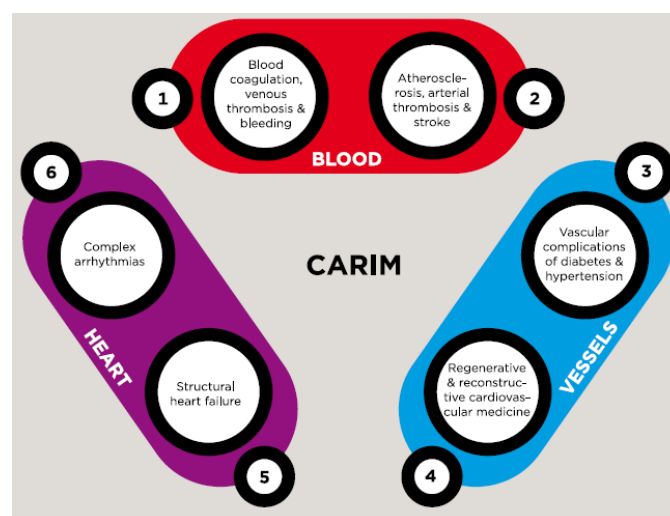 1
Blood
coagulation,
venous
thrombosis &
bleeding
Atheroscle-
rosis, arterial
thrombosis &
stroke
2
BLOOD
6
3
Complex
arrhythmias
CARIM
Vascular
complications
of diabetes &
hypertension
HEART
VESSELS
Structural
heart failure
Regenerative
& reconstruc-
tive cardiovas-
cular medicine
5
4